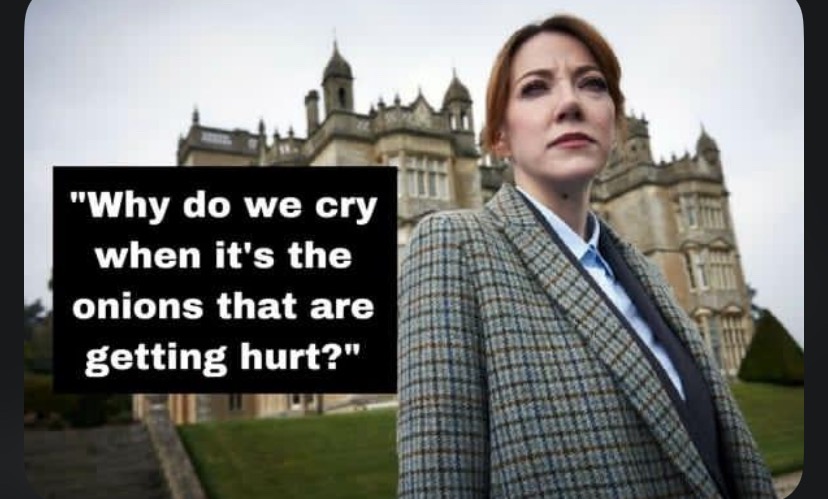 "Why do we cry
when it's the
onions that are
getting hurt?"